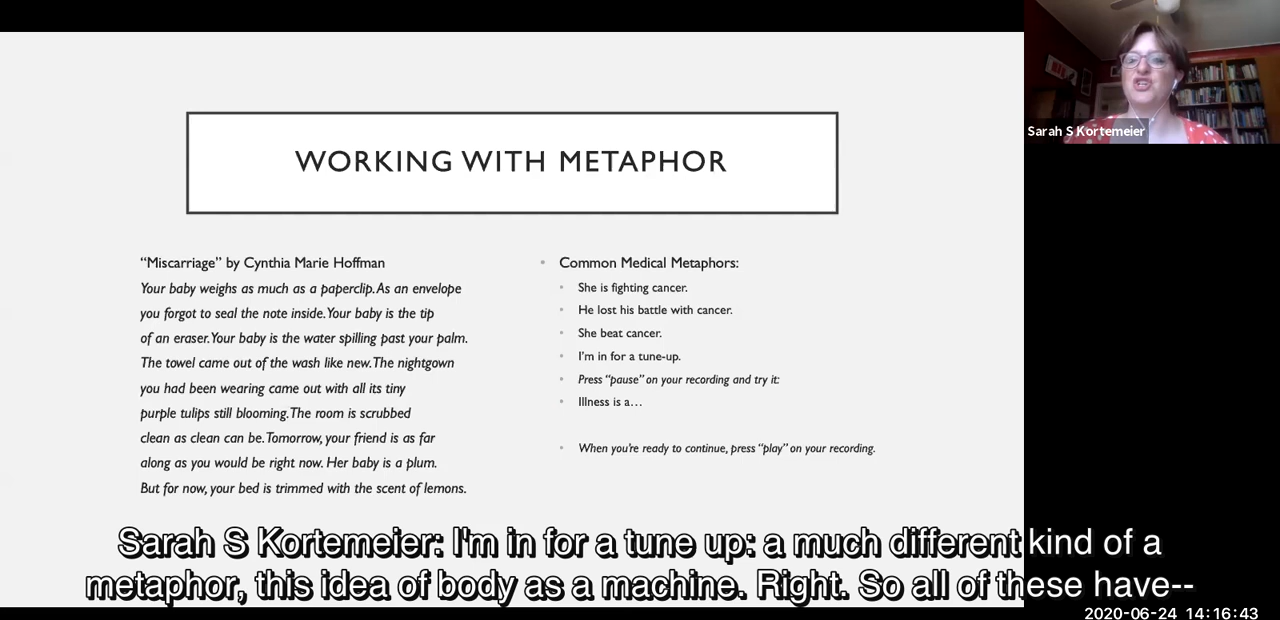 WORKING WITH METAPHOR
“Miscarriage” by Cynthia Marie Hoffman
Your baby weighs as much as a paperclip. As an envelope
you forgot to seal the note inside. Your baby is the tip
of an eraser. Your baby is the water spilling past your palm.
The towel came out of the wash like new. The nightgown
you had been wearing came out with all its tiny
purple tulips still blooming. The room is scrubbed
clean as clean can be. Tomorrow, your friend is as far
along as you would be right now. Her baby is a plum.
But for now, your bed is trimmed with the scent of lemons.
Common Medical Metaphors:
She is fighting cancer.
He lost his battle with cancer.
She beat cancer.
I’m in for a tune-up.
Press “pause” on your recording and try it:
Illness is a…
When you’re ready to continue, press “play” on your recording.
Sarah S Kortemeier
Sarah S Kortemeier: I'm in for a tune up: a much different kind of a
metaphor, this idea of body as a machine. Right. So all of these have--
2020-06-24 14:16:43